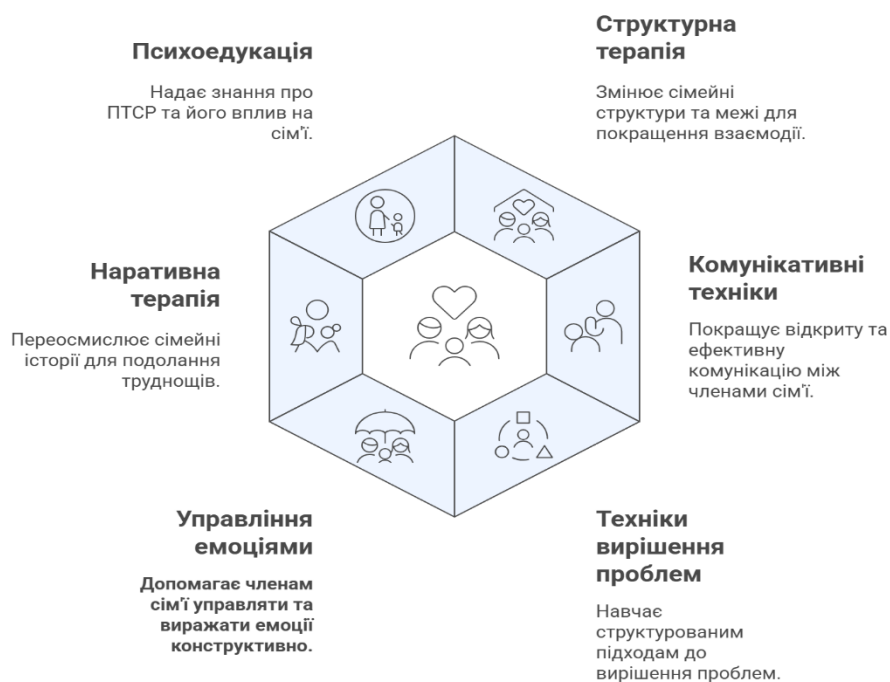 Психоедукація
Надає знання про
ПТСР та його вплив на
сім'ї.
Структурна
терапія
Змінює сімейні
структури та межі для
покращення взаємодії.
Наративна
терапія
Переосмислює сімейні
історії для подолання
труднощів.
Комунікативні
техніки
Покращує відкриту та
ефективну
комунікацію між
членами сім'ї.
Управління
емоціями
Допомагає членам
сім'ї управляти та
виражати емоції
конструктивно.
Техніки
вирішення
проблем
Навчає
структурованим
підходам до
вирішення проблем.